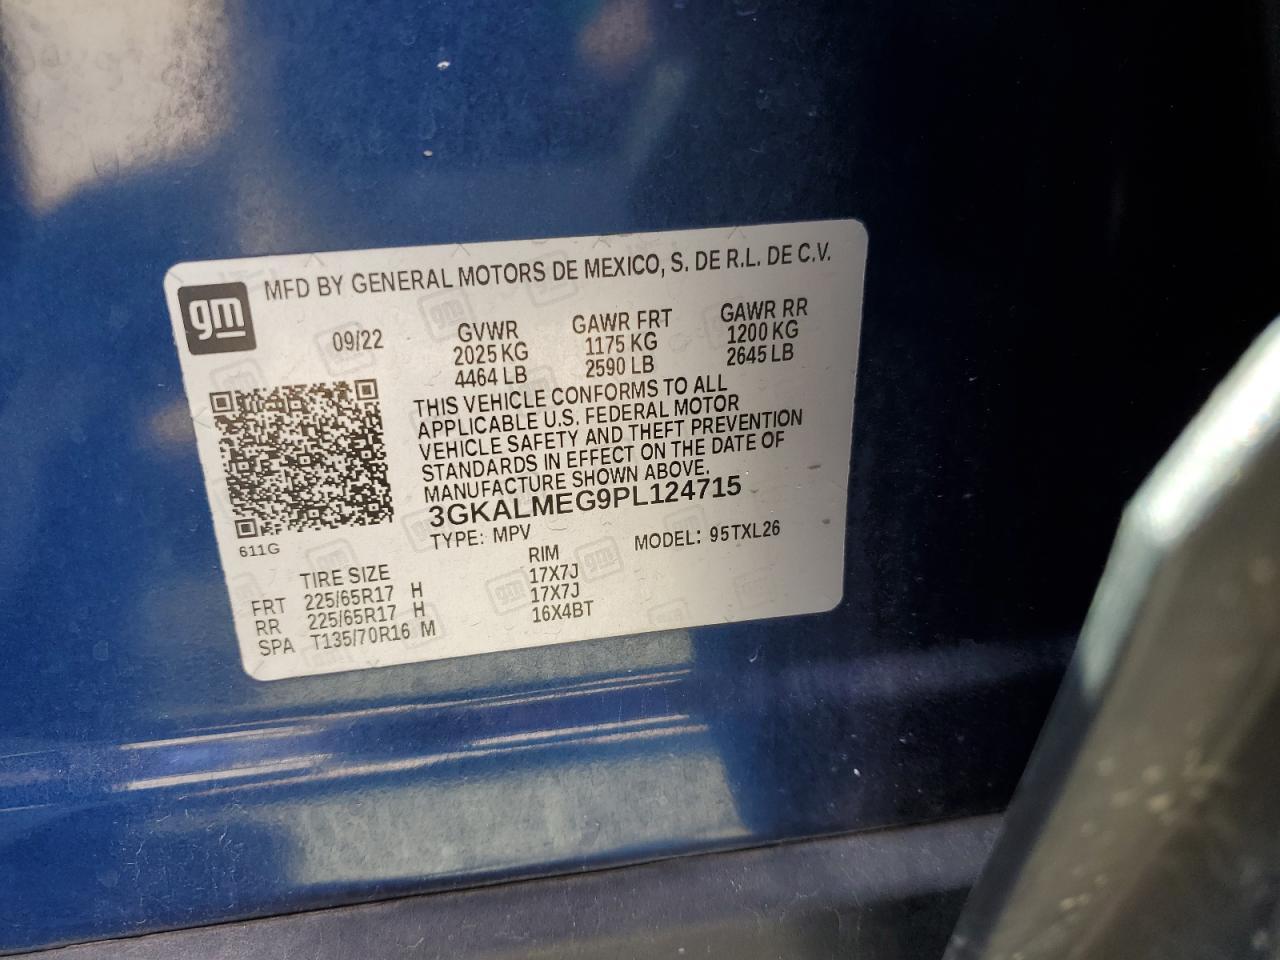 MFD BY GENERAL MOTORS DE MEXICO, S. DE R.L. DE C.V.
gm
09/22 GVWR GAWR FRT GAWR RR
2025 KG 1175 KG 1200 KG
4464 LB 2590 LB 2645 LB
THIS VEHICLE CONFORMS TO ALL
APPLICABLE U.S. FEDERAL MOTOR
VEHICLE SAFETY AND THEFT PREVENTION
STANDARDS IN EFFECT ON THE DATE OF
MANUFACTURE SHOWN ABOVE.
3GKALMEG9PL124715
611G
TYPE: MPV MODEL: 95TXL26
TIRE SIZE RIM
FRT 225/65R17 H 17X7J
RR 225/65R17 H 17X7J
SPA T135/70R16 M 16X4BT